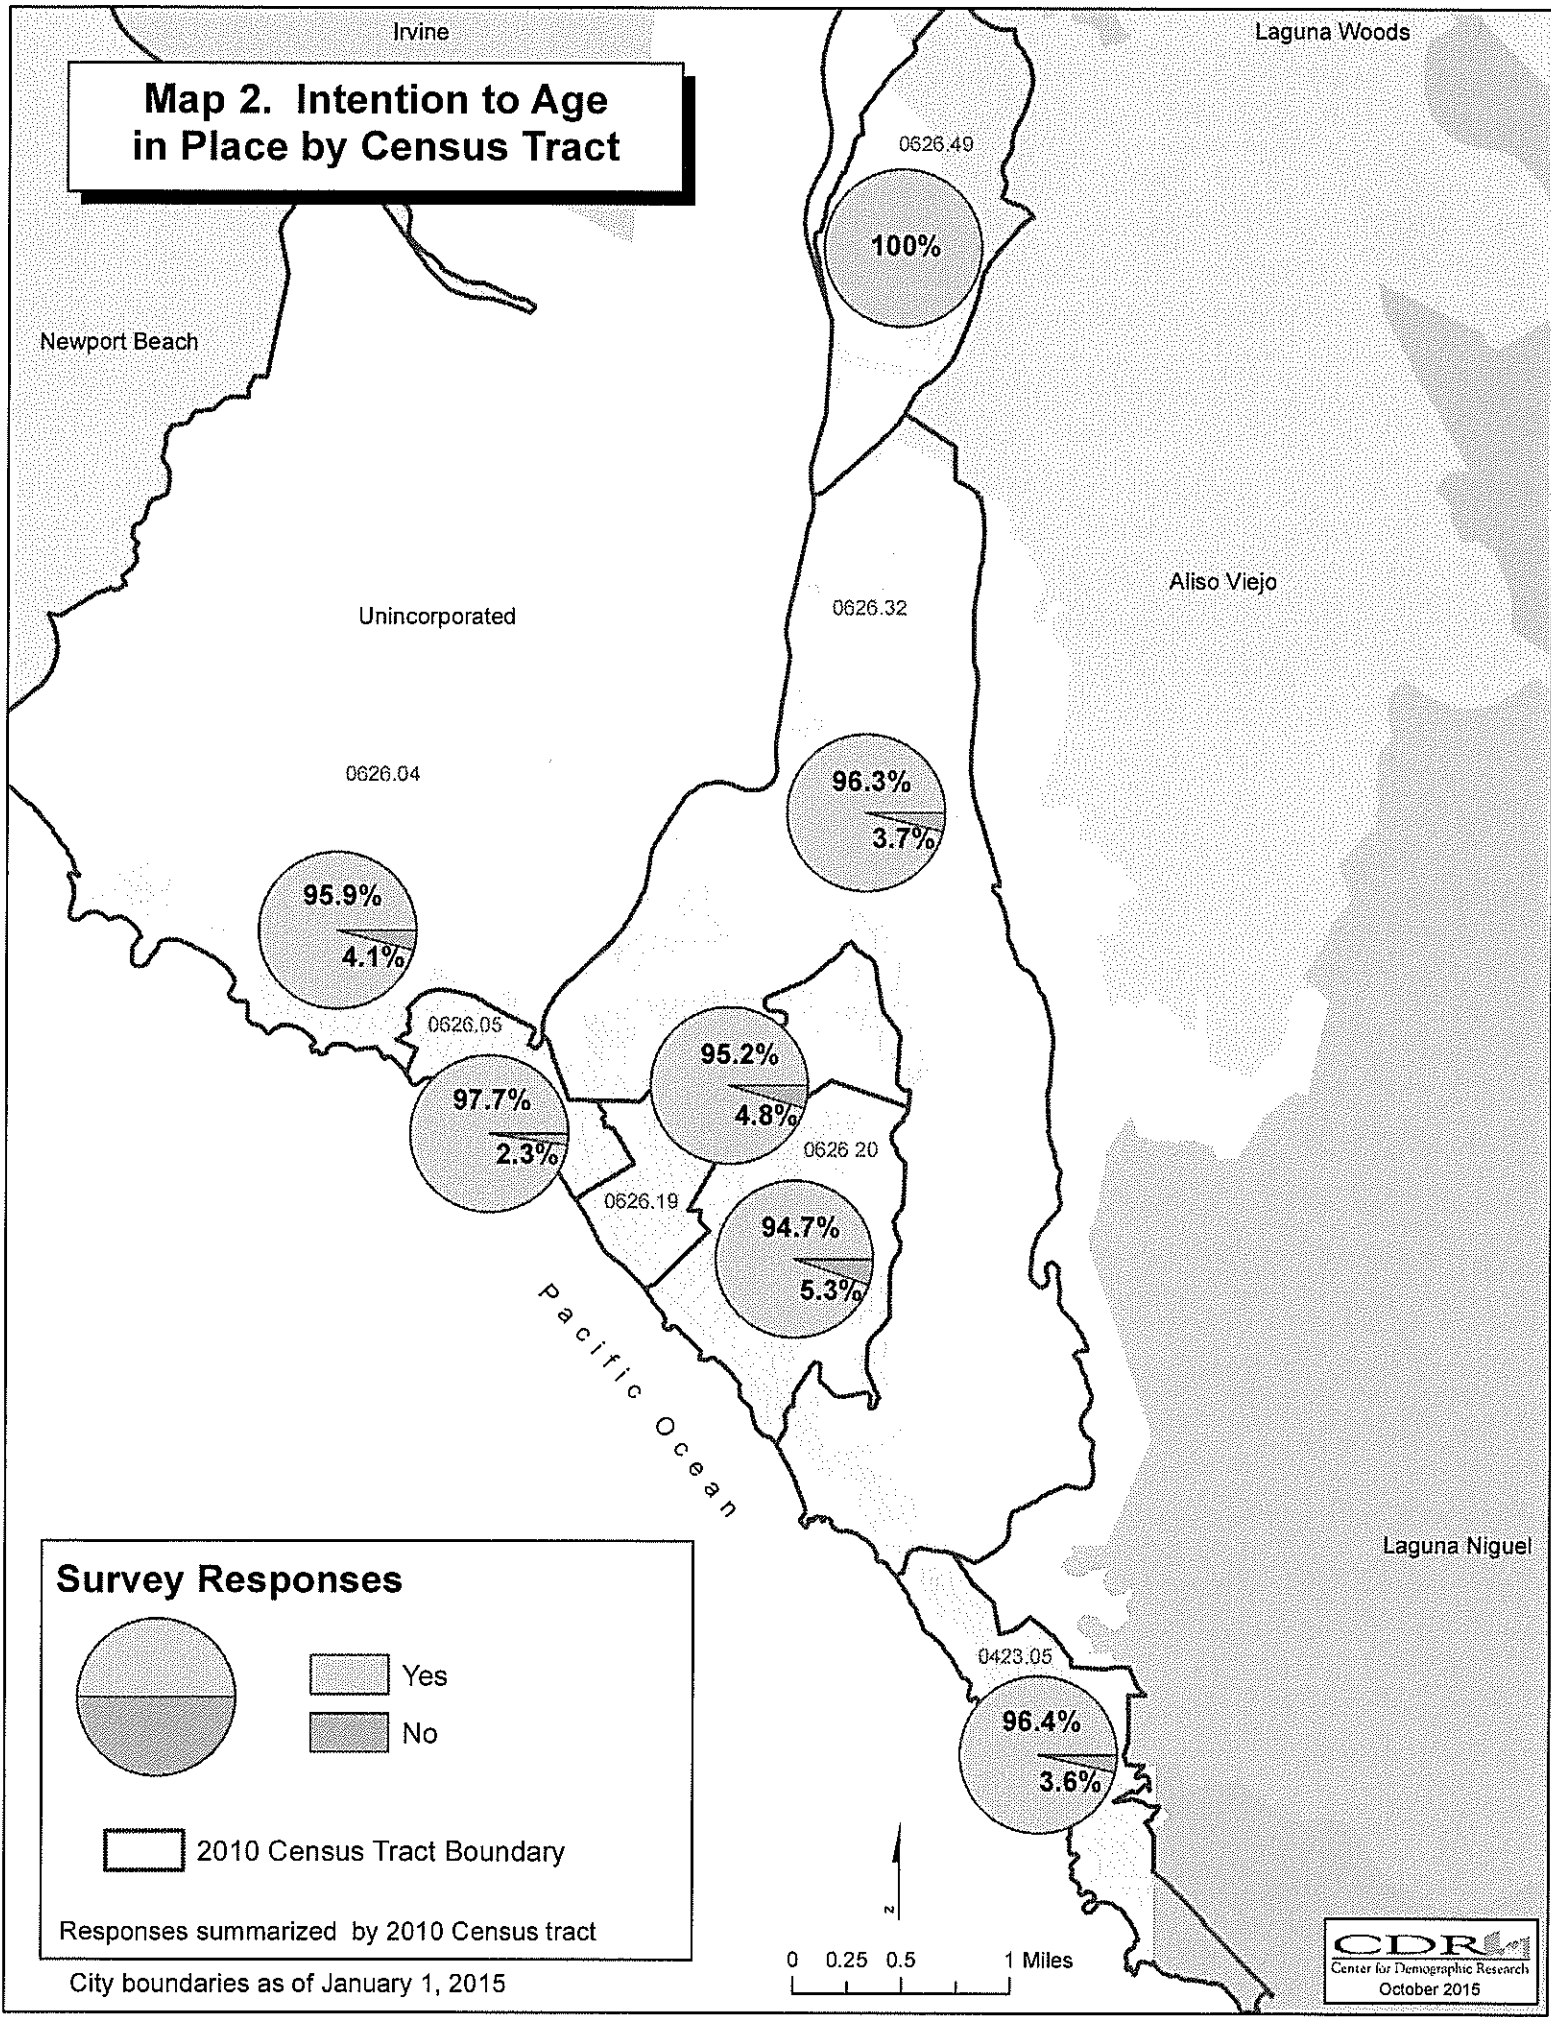 Irvine
Laguna Woods
Map 2. Intention to Age
in Place by Census Tract
0626.49
100%
Newport Beach
Aliso Viejo
0626.32
Unincorporated
0626.04
96.3%
3.7%
95.9%
4.1%
0626.05
95.2%
4.8%
97.7%
2.3%
0626 20
0626.19
94.7%
5.3%
Pacific Ocean
Laguna Niguel
Survey Responses
Yes
No
2010 Census Tract Boundary
Responses summarized by 2010 Census tract
City boundaries as of January 1, 2015
0423.05
96.4%
3.6%
z
0 0.25 0.5 1 Miles
CDR
Center for Demographic Research
October 2015